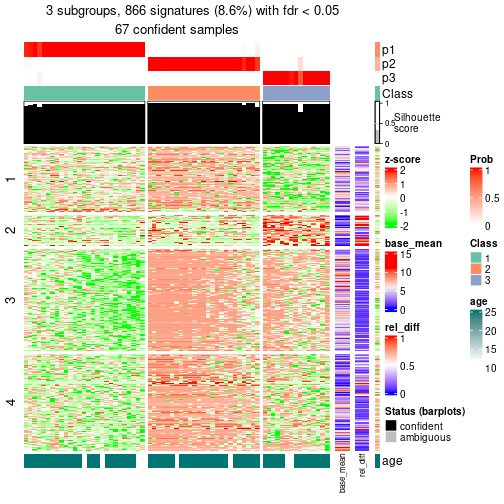 3 subgroups, 866 signatures (8.6%) with fdr < 0.05
67 confident samples
p1
p2
p3
Class
1
0.5
0
Silhouette
score
1
2
3
4
z-score
2
1
0
-1
-2
Prob
1
0.5
0
base_mean
15
10
5
0
Class
1
2
3
rel_diff
1
0.5
0
age
25
20
15
10
Status (barplots)
confident
ambiguous
age
base_mean
rel_diff